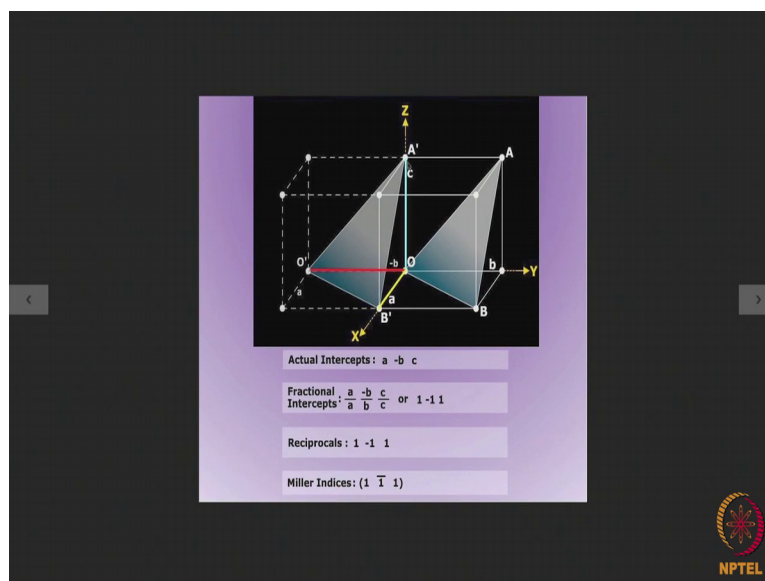 Z
A'
A
c
O'
-b
O
b
Y
a
a
B'
B
X
Actual Intercepts : a -b c
Fractional Intercepts : a/a -b/b c/c or 1 -1 1
Reciprocals : 1 -1 1
Miller Indices : (1 1̅ 1)
NPTEL